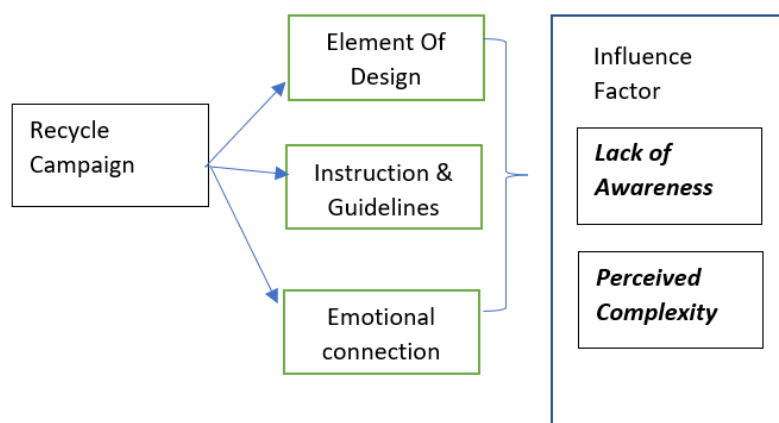 Recycle
Campaign
Element Of
Design
Instruction &
Guidelines
Emotional
connection
Influence
Factor
Lack of
Awareness
Perceived
Complexity